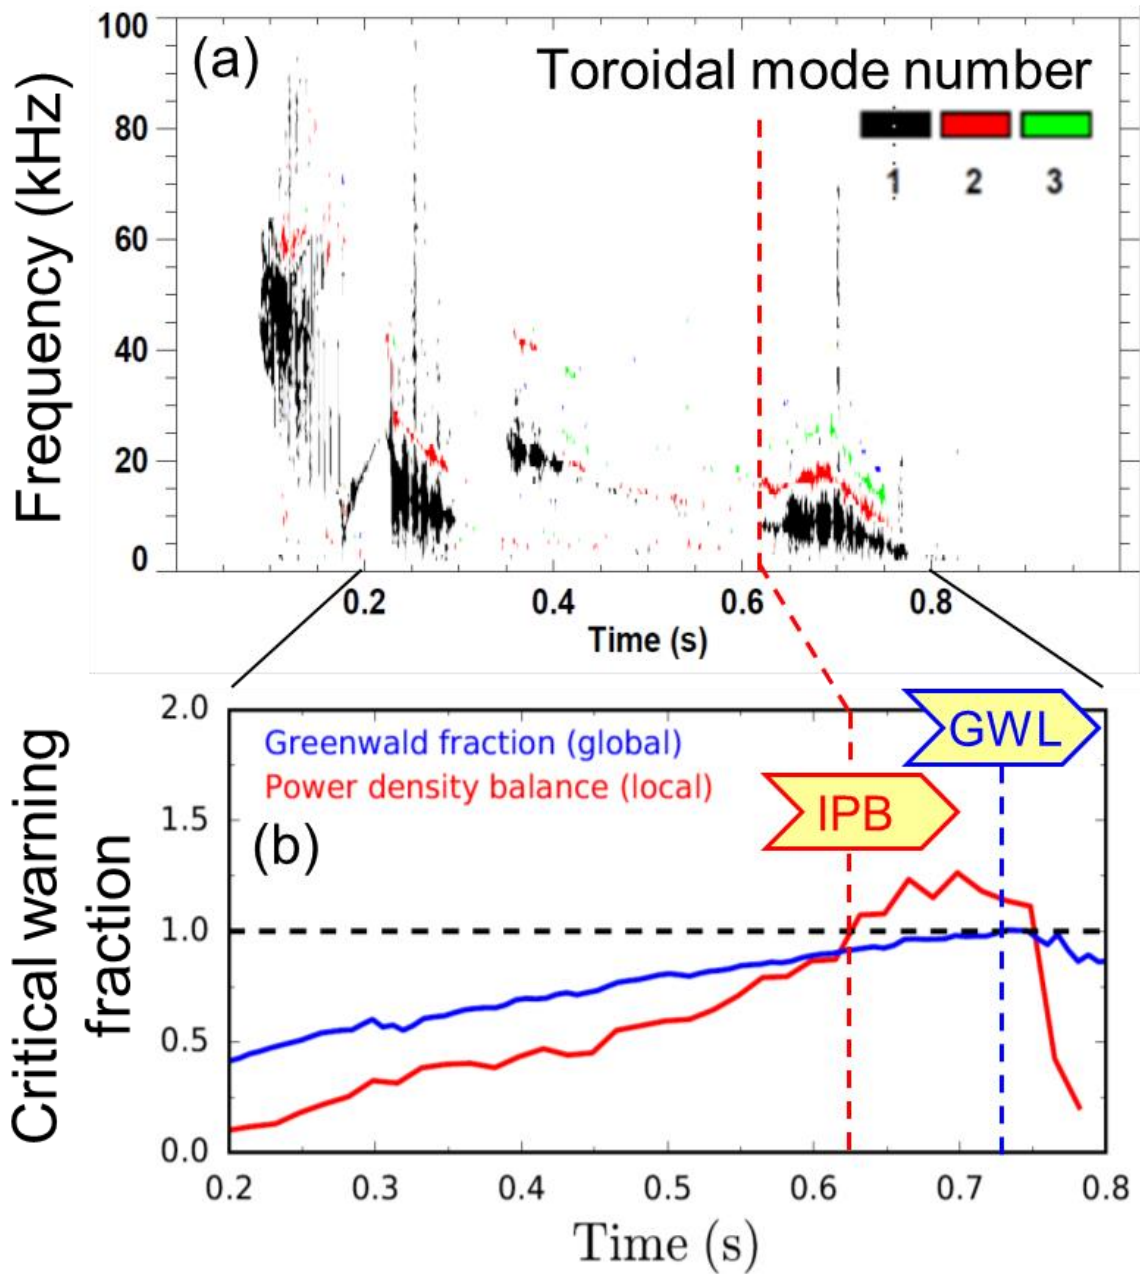 100
(a)
Toroidal mode number
80
1 2 3
60
40
20
0
Frequency (kHz)
0.2 0.4 0.6 0.8
Time (s)
2.0
Greenwald fraction (global)
GWL
Power density balance (local)
IPB
1.5
(b)
1.0
0.5
0.0
Critical warning
fraction
0.2 0.3 0.4 0.5 0.6 0.7 0.8
Time (s)